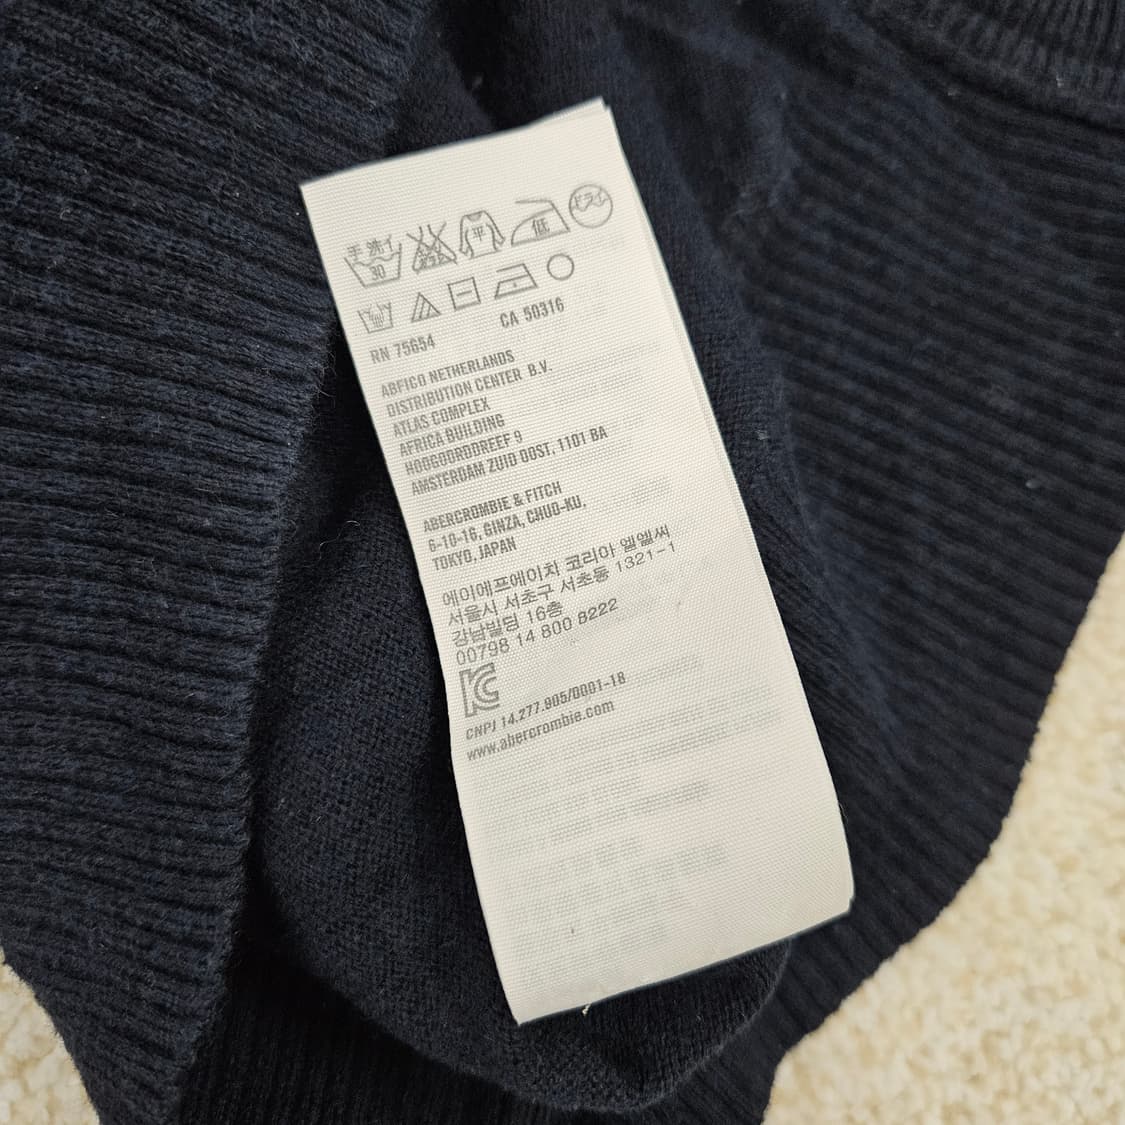 手洗イ 30 平 低 ドライ
RN 75654 CA 50316
ABFICO NETHERLANDS
DISTRIBUTION CENTER B.V.
ATLAS COMPLEX
AFRICA BUILDING
HOOGOORDDREEF 9
AMSTERDAM ZUID OOST, 1101 BA
ABERCROMBIE & FITCH
6-10-16, GINZA, CHUO-KU,
TOKYO, JAPAN
에이에프에이치 코리아 엘엘씨
서울시 서초구 서초동 1321-1
강남빌딩 16층
00798 14 800 8222
CNPJ 14.277.905/0001-18
www.abercrombie.com